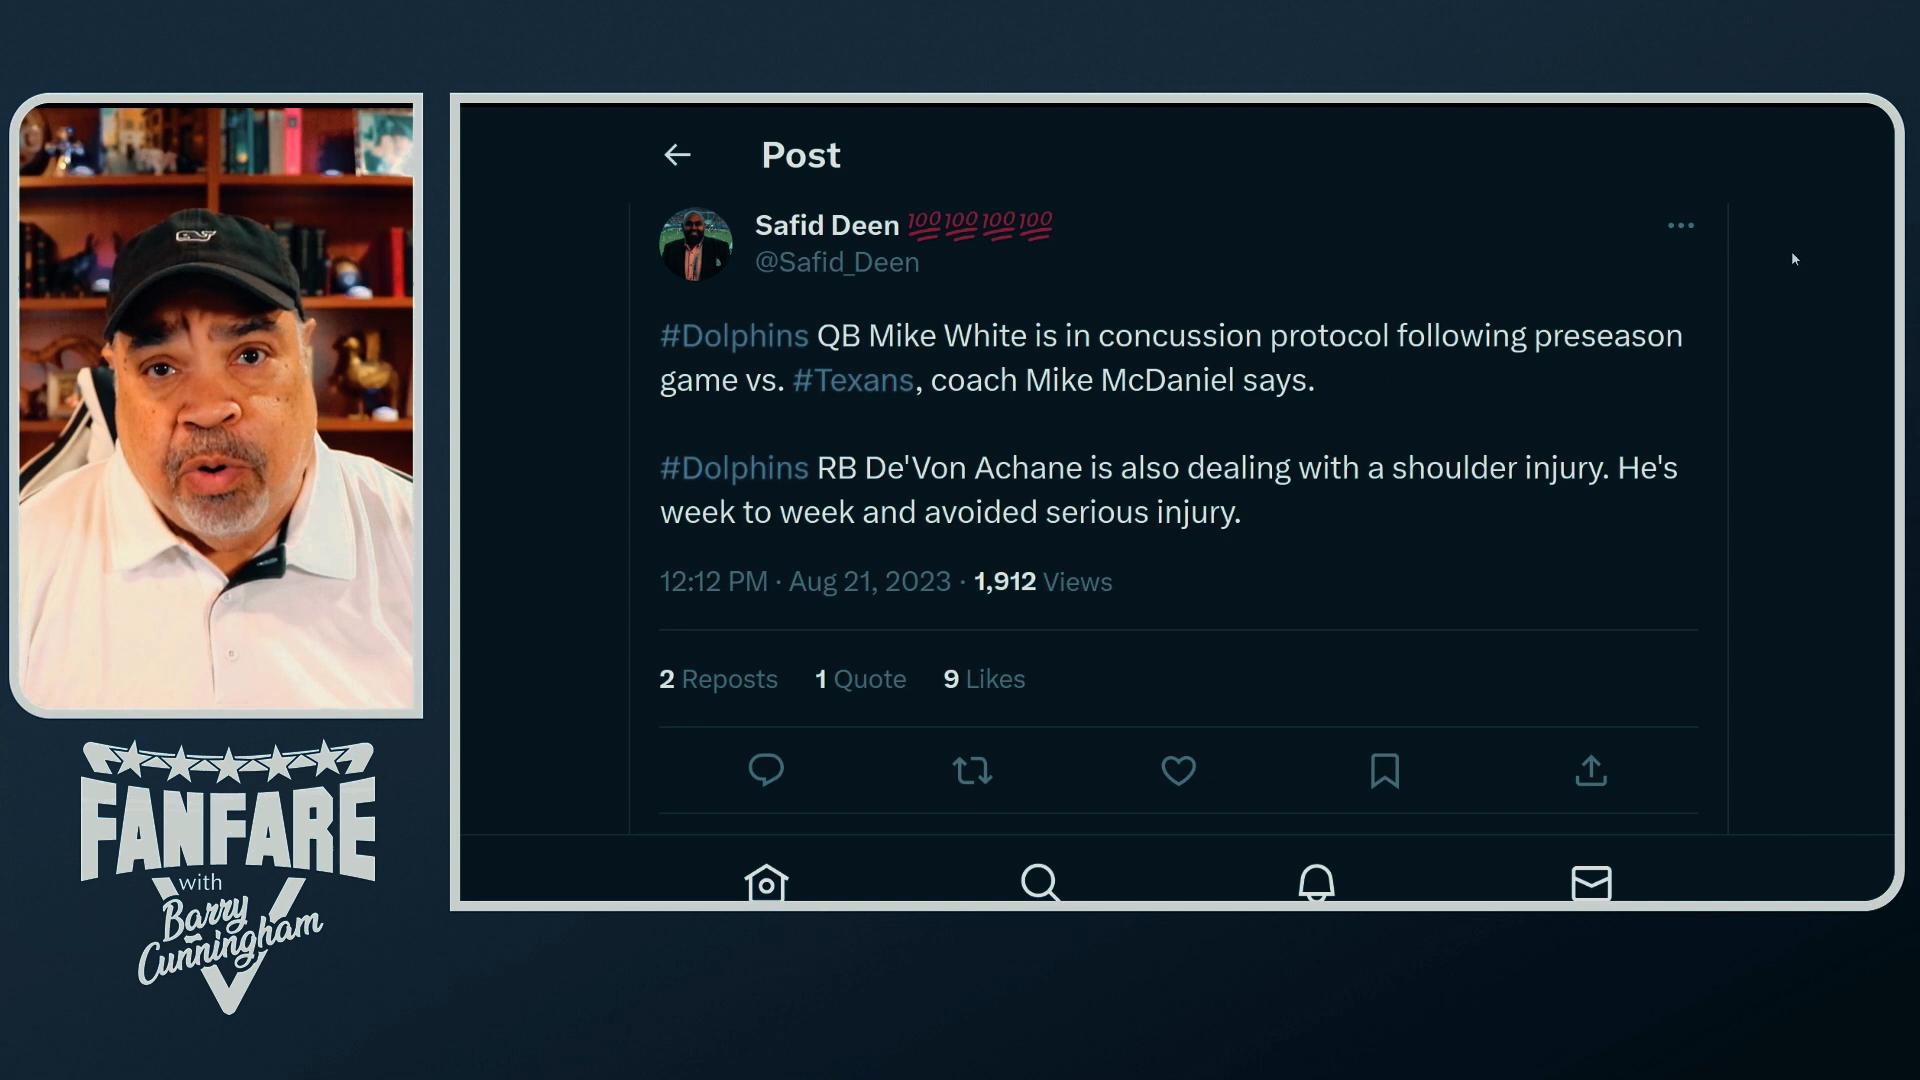 Post
Safid Deen 💯💯💯💯
@Safid_Deen
#Dolphins QB Mike White is in concussion protocol following preseason
game vs. #Texans, coach Mike McDaniel says.
#Dolphins RB De'Von Achane is also dealing with a shoulder injury. He's
week to week and avoided serious injury.
12:12 PM · Aug 21, 2023 · 1,912 Views
2 Reposts 1 Quote 9 Likes
FANFARE
with
Barry
Cunningham